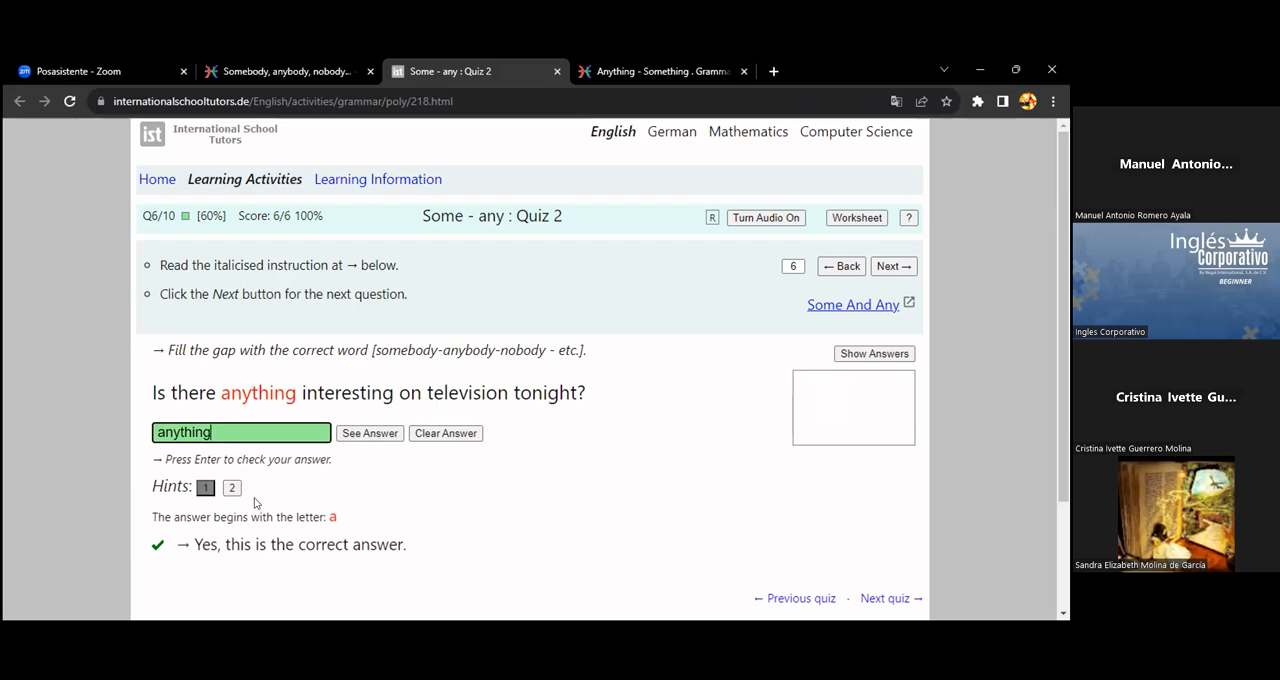 Posasistente - Zoom
Somebody, anybody, nobody...
Some - any : Quiz 2
Anything - Something . Gramma
internationalschooltutors.de/English/activities/grammar/poly/218.html
ist International School Tutors
English German Mathematics Computer Science
Home Learning Activities Learning Information
Q6/10 [60%] Score: 6/6 100% Some - any : Quiz 2 R Turn Audio On Worksheet ?
Read the italicised instruction at → below.
6 ← Back Next →
Click the Next button for the next question.
Some And Any
→ Fill the gap with the correct word [somebody-anybody-nobody - etc.].
Show Answers
Is there anything interesting on television tonight?
anything See Answer Clear Answer
→ Press Enter to check your answer.
Hints: 1 2
The answer begins with the letter: a
→ Yes, this is the correct answer.
← Previous quiz · Next quiz →
Manuel Antonio...
Manuel Antonio Romero Ayala
Inglés
Corporativo
By Regal International, S.A. de C.V.
BEGINNER
Ingles Corporativo
Cristina Ivette Gu...
Cristina Ivette Guerrero Molina
Sandra Elizabeth Molina de García